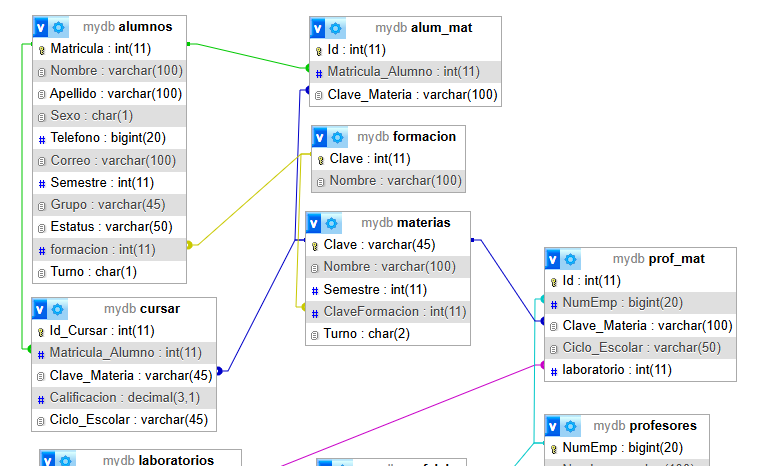 mydb alumnos
Matricula : int(11)
Nombre : varchar(100)
Apellido : varchar(100)
Sexo : char(1)
# Telefono : bigint(20)
Correo : varchar(100)
# Semestre : int(11)
Grupo : varchar(45)
Estatus : varchar(50)
# formacion : int(11)
Turno : char(1)
mydb cursar
Id_Cursar : int(11)
# Matricula_Alumno : int(11)
Clave_Materia : varchar(45)
# Calificacion : decimal(3,1)
Ciclo_Escolar : varchar(45)
mydb laboratorios
mydb alum_mat
Id : int(11)
# Matricula_Alumno : int(11)
Clave_Materia : varchar(100)
mydb formacion
Clave : int(11)
Nombre : varchar(100)
mydb materias
Clave : varchar(45)
Nombre : varchar(100)
# Semestre : int(11)
# ClaveFormacion : int(11)
Turno : char(2)
mydb prof_mat
Id : int(11)
# NumEmp : bigint(20)
Clave_Materia : varchar(100)
Ciclo_Escolar : varchar(50)
# laboratorio : int(11)
mydb profesores
NumEmp : bigint(20)